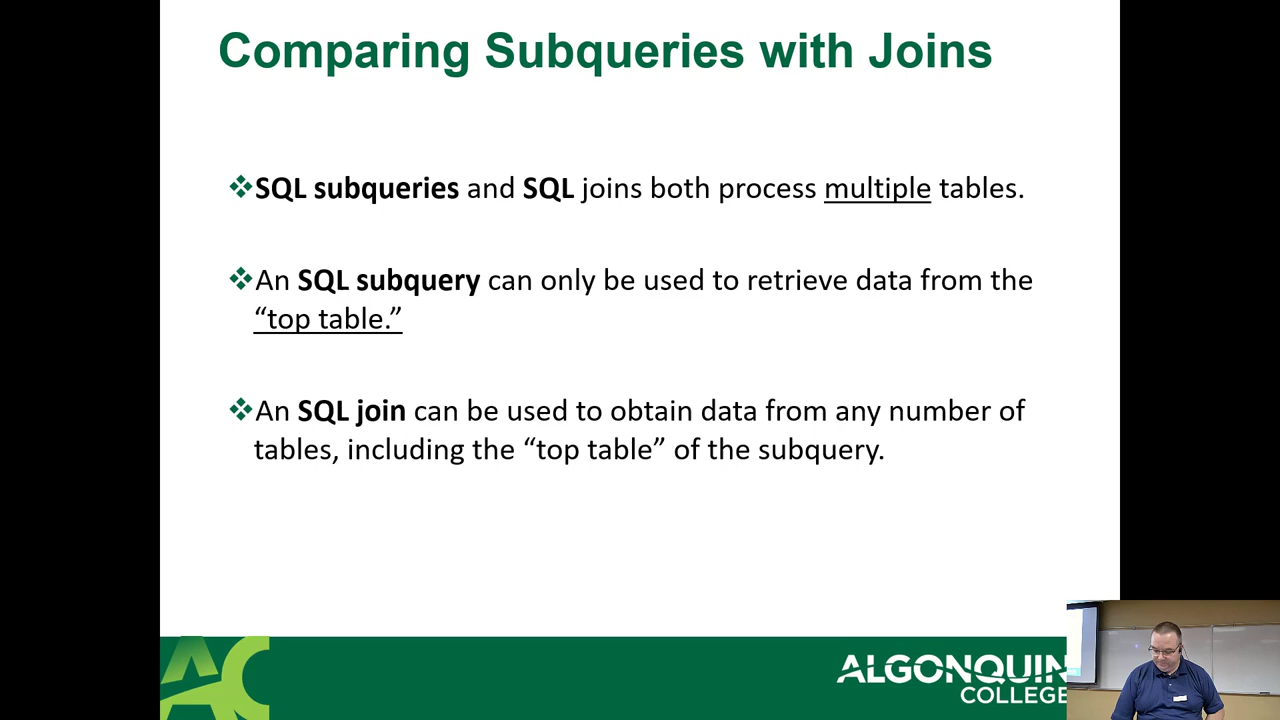 Comparing Subqueries with Joins
❖SQL subqueries and SQL joins both process multiple tables.
❖An SQL subquery can only be used to retrieve data from the
“top table.”
❖An SQL join can be used to obtain data from any number of
tables, including the “top table” of the subquery.
AC
ALGONQUIN
COLLEGE